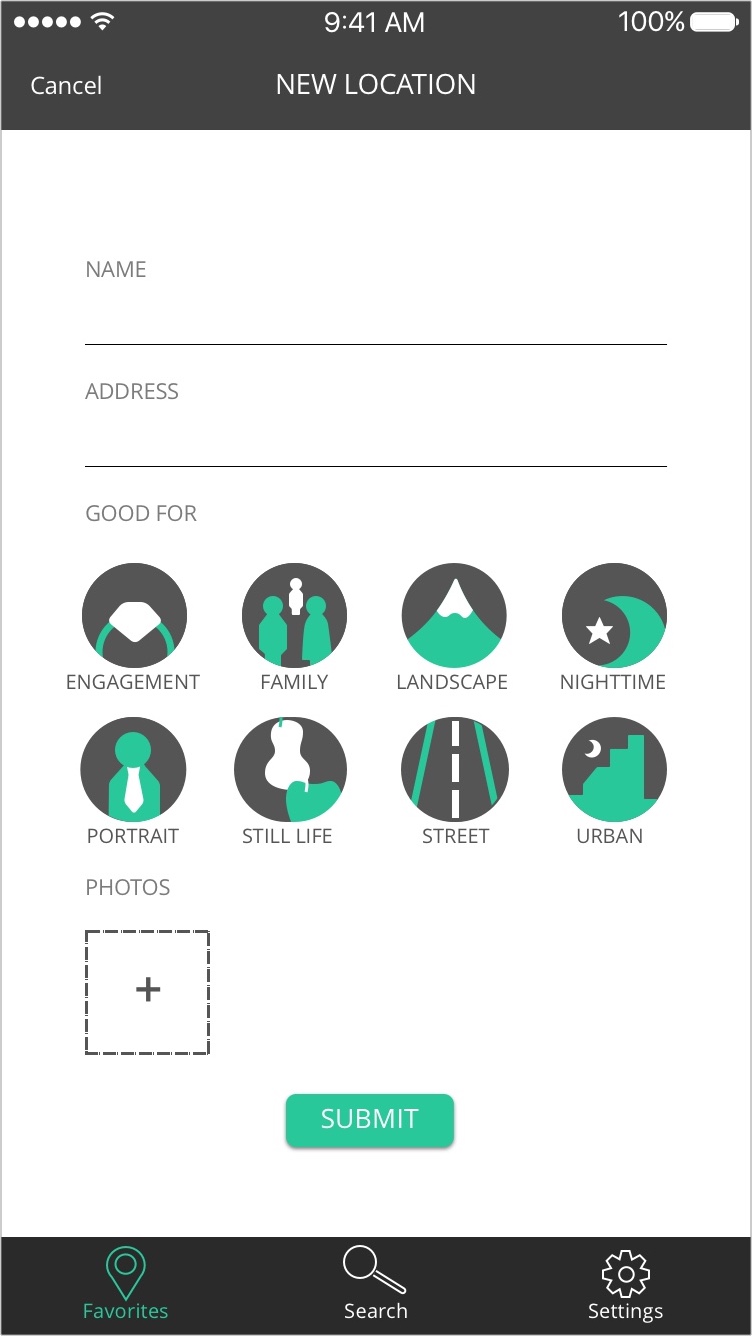 9:41 AM 100%
Cancel NEW LOCATION
NAME
ADDRESS
GOOD FOR
ENGAGEMENT FAMILY LANDSCAPE NIGHTTIME
PORTRAIT STILL LIFE STREET URBAN
PHOTOS
+
SUBMIT
Favorites Search Settings